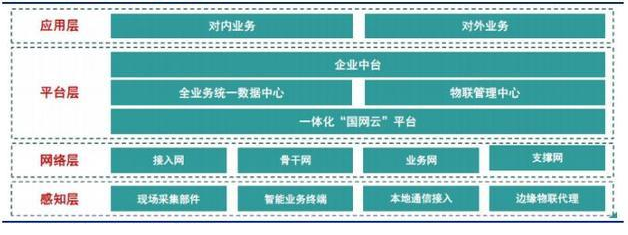 应用层 对内业务 对外业务
企业中台
平台层 全业务统一数据中心 物联管理中心
一体化“国网云”平台
网络层 接入网 骨干网 业务网 支撑网
感知层 现场采集部件 智能业务终端 本地通信接入 边缘物联代理